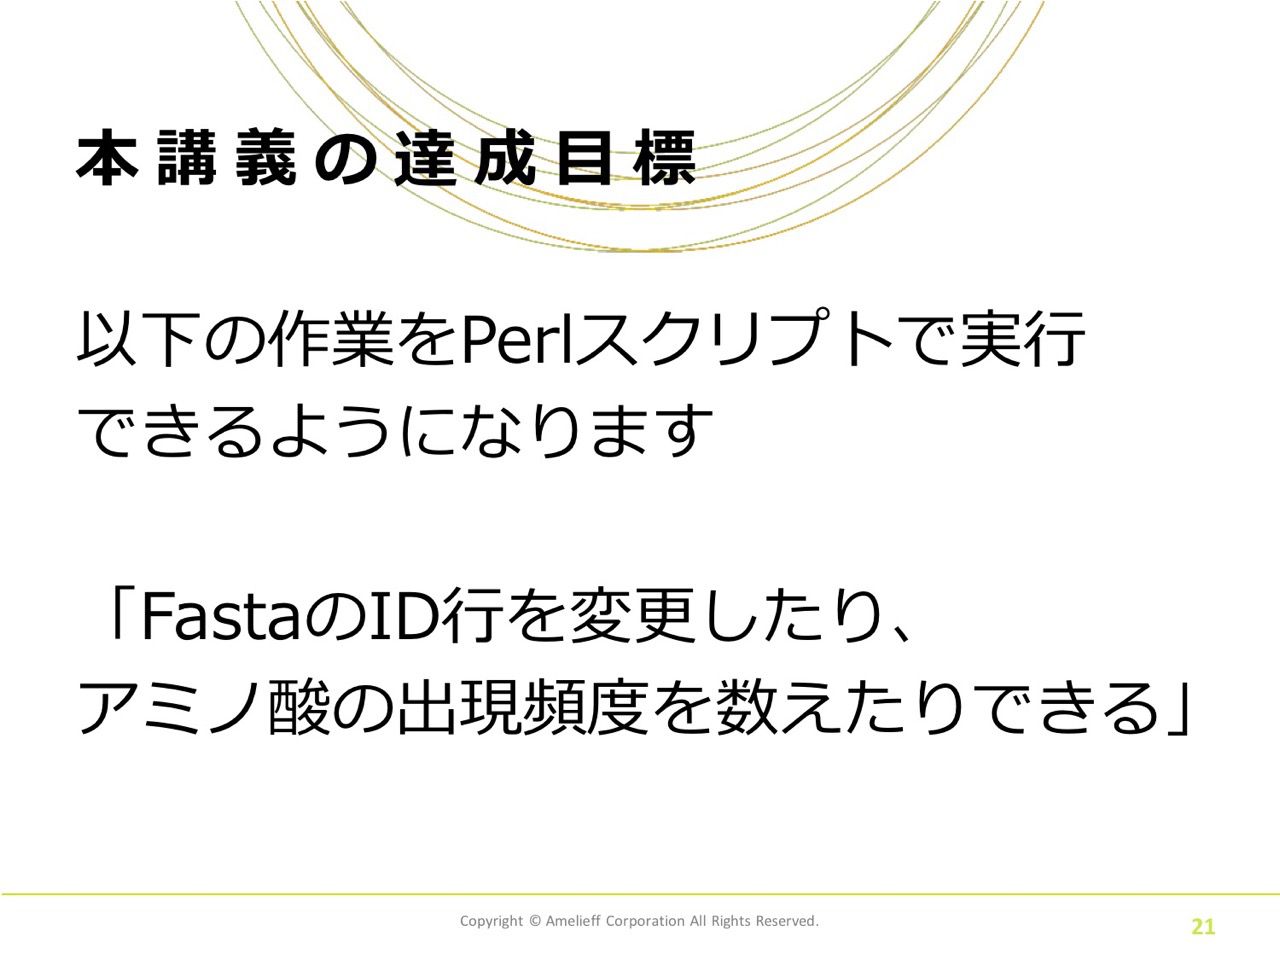 本講義の達成目標
以下の作業をPerlスクリプトで実行
できるようになります
「FastaのID行を変更したり、
アミノ酸の出現頻度を数えたりできる」
Copyright © Amelieff Corporation All Rights Reserved.
21